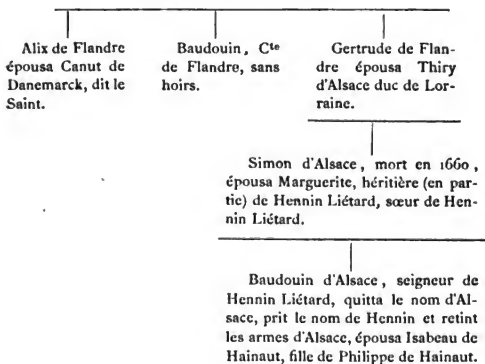 Alix de Flandre
épousa Canut de
Danemarck, dit le
Saint.
Baudouin, Cte
de Flandre, sans
hoirs.
Gertrude de Flan-
dre épousa Thiry
d'Alsace duc de Lor-
raine.
Simon d'Alsace, mort en 1660,
épousa Marguerite, héritière (en par-
tie) de Hennin Liétard, sœur de Hen-
nin Liétard.
Baudouin d'Alsace, seigneur de
Hennin Liétard, quitta le nom d'Al-
sace, prit le nom de Hennin et retint
les armes d'Alsace, épousa Isabeau de
Hainaut, fille de Philippe de Hainaut.